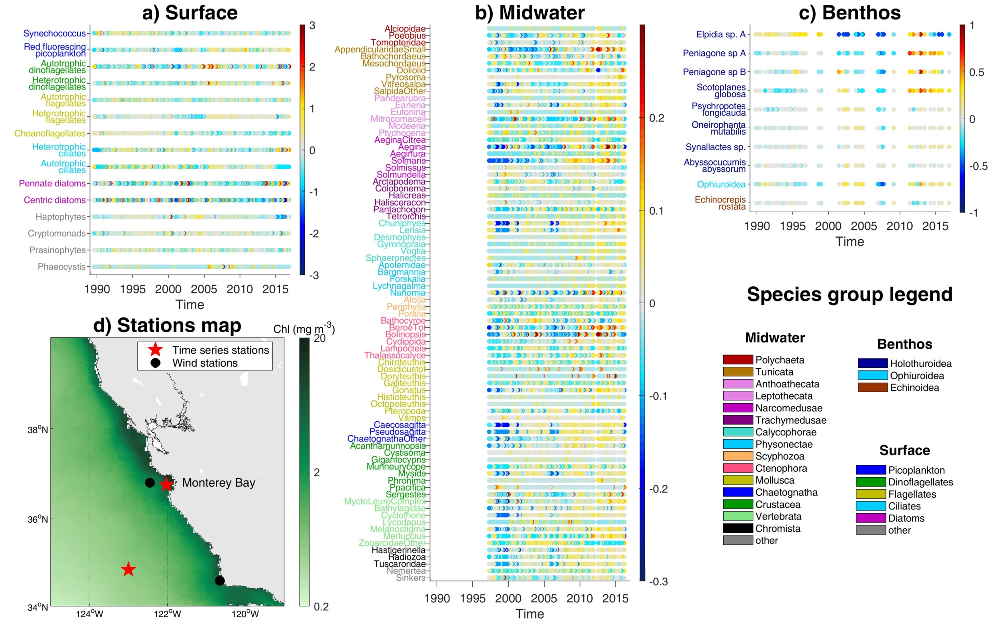 a) Surface
Synechococcus
Red fluorescing
picoplankton
Autotrophic
dinoflagellates
Heterotrophic
dinoflagellates
Autotrophic
flagellates
Heterotrophic
flagellates
Choanoflagellates
Heterotrophic
ciliates
Autotrophic
ciliates
Pennate diatoms
Centric diatoms
Haptophytes
Cryptomonads
Prasinophytes
Phaeocystis
1990 1995 2000 2005 2010 2015
Time
3
2
1
0
-1
-2
-3
b) Midwater
Alciopidae
Poeobius
Tomopteridae
AppendicularidaeSmall
Bathochordaeus
Mesochordaeus
Doliolid
Pyrosoma
Vitreosalpa
SalpidaOther
Pandearubra
Earleria
Eutonina
Mitrocomacell
Modeeria
Ptychogena
AeginaCitrea
Aegina
Aeginura
Solmaris
Solmissus
Solmundella
Arctapodema
Colobonema
Halicreas
Halisceracon
Pantachogon
Tetrorchis
Chuniphyes
Lensia
Desmophyes
Gymnopraia
Vogtia
Sphaeronectes
Apolemidae
Bargmannia
Forskalia
Lychnagalma
Nanomia
Atolla
Periphylla
Poralia
Bathocyroe
BeroeTot
Bolinopsis
Cydippida
Lampocteis
Thalassocalyce
Chiroteuthis
Dosidicustot
Doryteuthis
Galiteuthis
Gonatus
Histioteuthis
Octopoteuthis
Pteropoda
Vamps
Caecosagitta
Pseudosagitta
ChaetognathaOther
Acanthamunnopsis
Cystisoma
Gigantocypris
Munneurycope
Mysids
Phronima
Ppacifica
Sergestes
MyctoLeuroComplex
Bathylagidae
Cyclothone
Lycodapus
Melanostigma
Merluccius
ZooarcidaeOther
Hastigerinella
Radiozoa
Tuscaroridae
Nemertea
Sinkers
1990 1995 2000 2005 2010 2015
Time
0.2
0.1
0
-0.1
-0.2
-0.3
c) Benthos
Elpidia sp. A
Peniagone sp A
Peniagone sp B
Scotoplanes
globosa
Psychropotes
longicauda
Oneirophanta
mutabilis
Synallactes sp.
Abyssocucumis
abyssorum
Ophiuroidea
Echinocrepis
rostata
1990 1995 2000 2005 2010 2015
Time
1
0.5
0
-0.5
-1
d) Stations map
Chl (mg m-3)
20
2
0.2
Time series stations
Wind stations
Monterey Bay
38oN
36oN
34oN
124oW 122oW 120oW
Species group legend
Midwater
Polychaeta
Tunicata
Anthoathecata
Leptothecata
Narcomedusae
Trachymedusae
Calycophorae
Physonectae
Scyphozoa
Ctenophora
Mollusca
Chaetognatha
Crustacea
Vertebrata
Chromista
other
Benthos
Holothuroidea
Ophiuroidea
Echinoidea
Surface
Picoplankton
Dinoflagellates
Flagellates
Ciliates
Diatoms
other